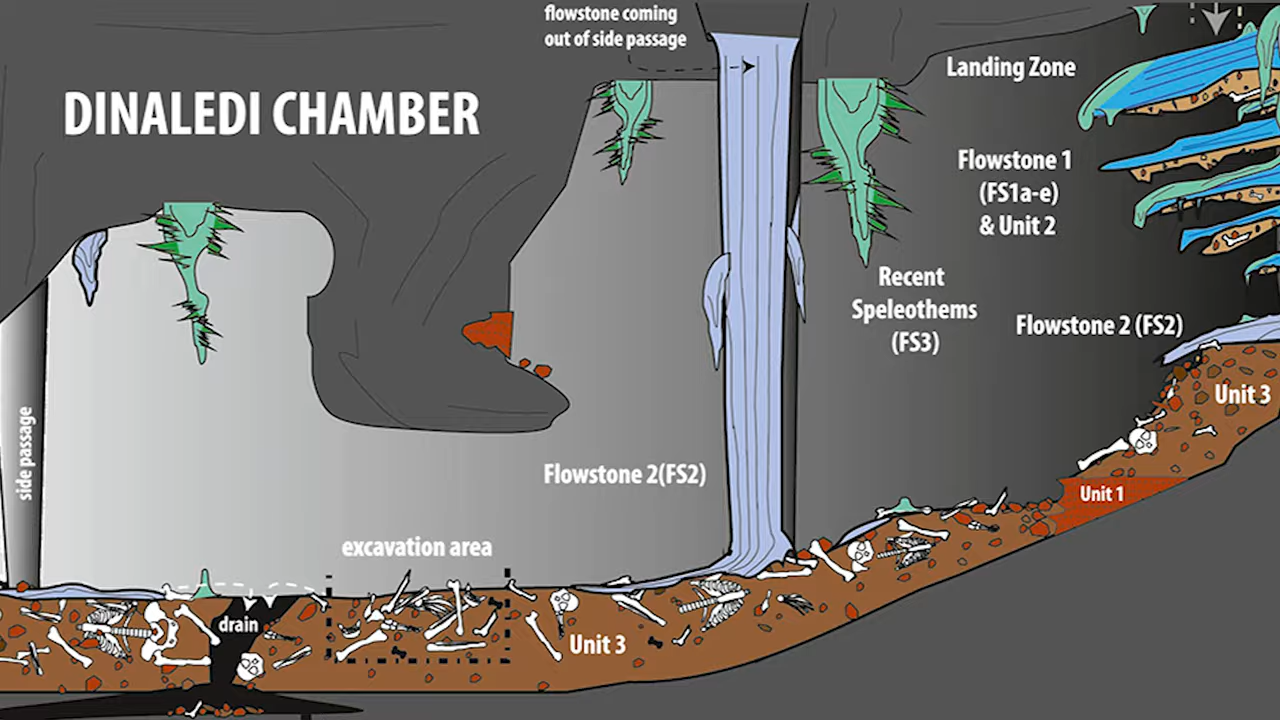 flowstone coming
out of side passage
DINALEDI CHAMBER
Landing Zone
Flowstone 1
(FS1a-e)
& Unit 2
Recent
Speleothems
(FS3)
Flowstone 2 (FS2)
Unit 3
side passage
Flowstone 2(FS2)
Unit 1
excavation area
drain
Unit 3